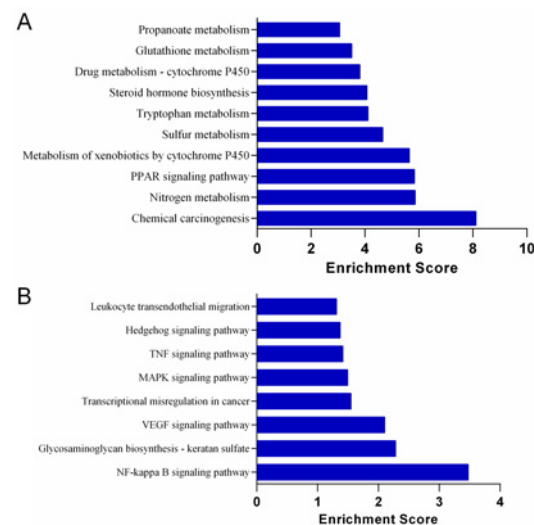 A
Propanoate metabolism
Glutathione metabolism
Drug metabolism - cytochrome P450
Steroid hormone biosynthesis
Tryptophan metabolism
Sulfur metabolism
Metabolism of xenobiotics by cytochrome P450
PPAR signaling pathway
Nitrogen metabolism
Chemical carcinogenesis
0 2 4 6 8 10
Enrichment Score
B
Leukocyte transendothelial migration
Hedgehog signaling pathway
TNF signaling pathway
MAPK signaling pathway
Transcriptional misregulation in cancer
VEGF signaling pathway
Glycosaminoglycan biosynthesis - keratan sulfate
NF-kappa B signaling pathway
0 1 2 3 4
Enrichment Score